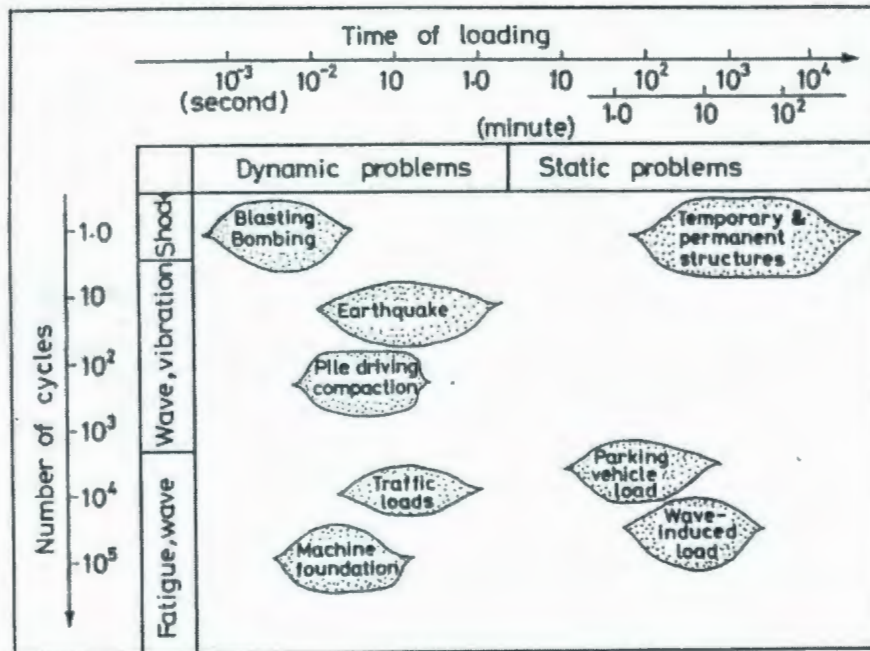 Time of loading
10⁻³ 10⁻² 10 1·0 10 10² 10³ 10⁴
(second)
1·0 10 10²
(minute)
Dynamic problems Static problems
Number of cycles
1·0
10
10²
10³
10⁴
10⁵
Shock
Wave, vibration
Fatigue, wave
Blasting
Bombing
Temporary &
permanent
structures
Earthquake
Pile driving
compaction
Traffic
loads
Parking
vehicle
load
Machine
foundation
Wave-
induced
load